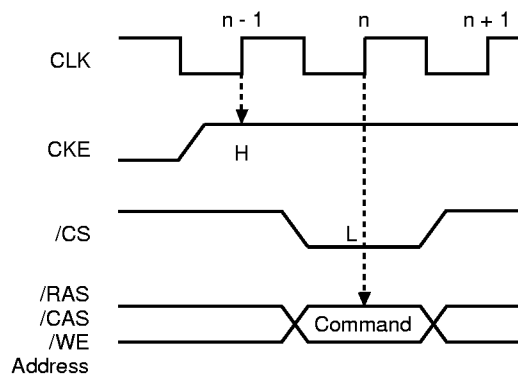 n - 1 n n + 1
CLK
CKE
H
/CS
L
/RAS
/CAS
Command
/WE
Address